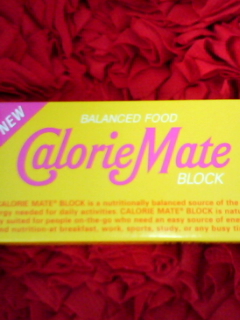 NEW
BALANCED FOOD
CalorieMate
BLOCK
CALORIE MATE® BLOCK is a nutritionally balanced source of the
rgy needed for daily activities. CALORIE MATE® BLOCK is
suited for people on-the-go who need an easy source of
nd nutrition at breakfast, work, sports, study, or any busy